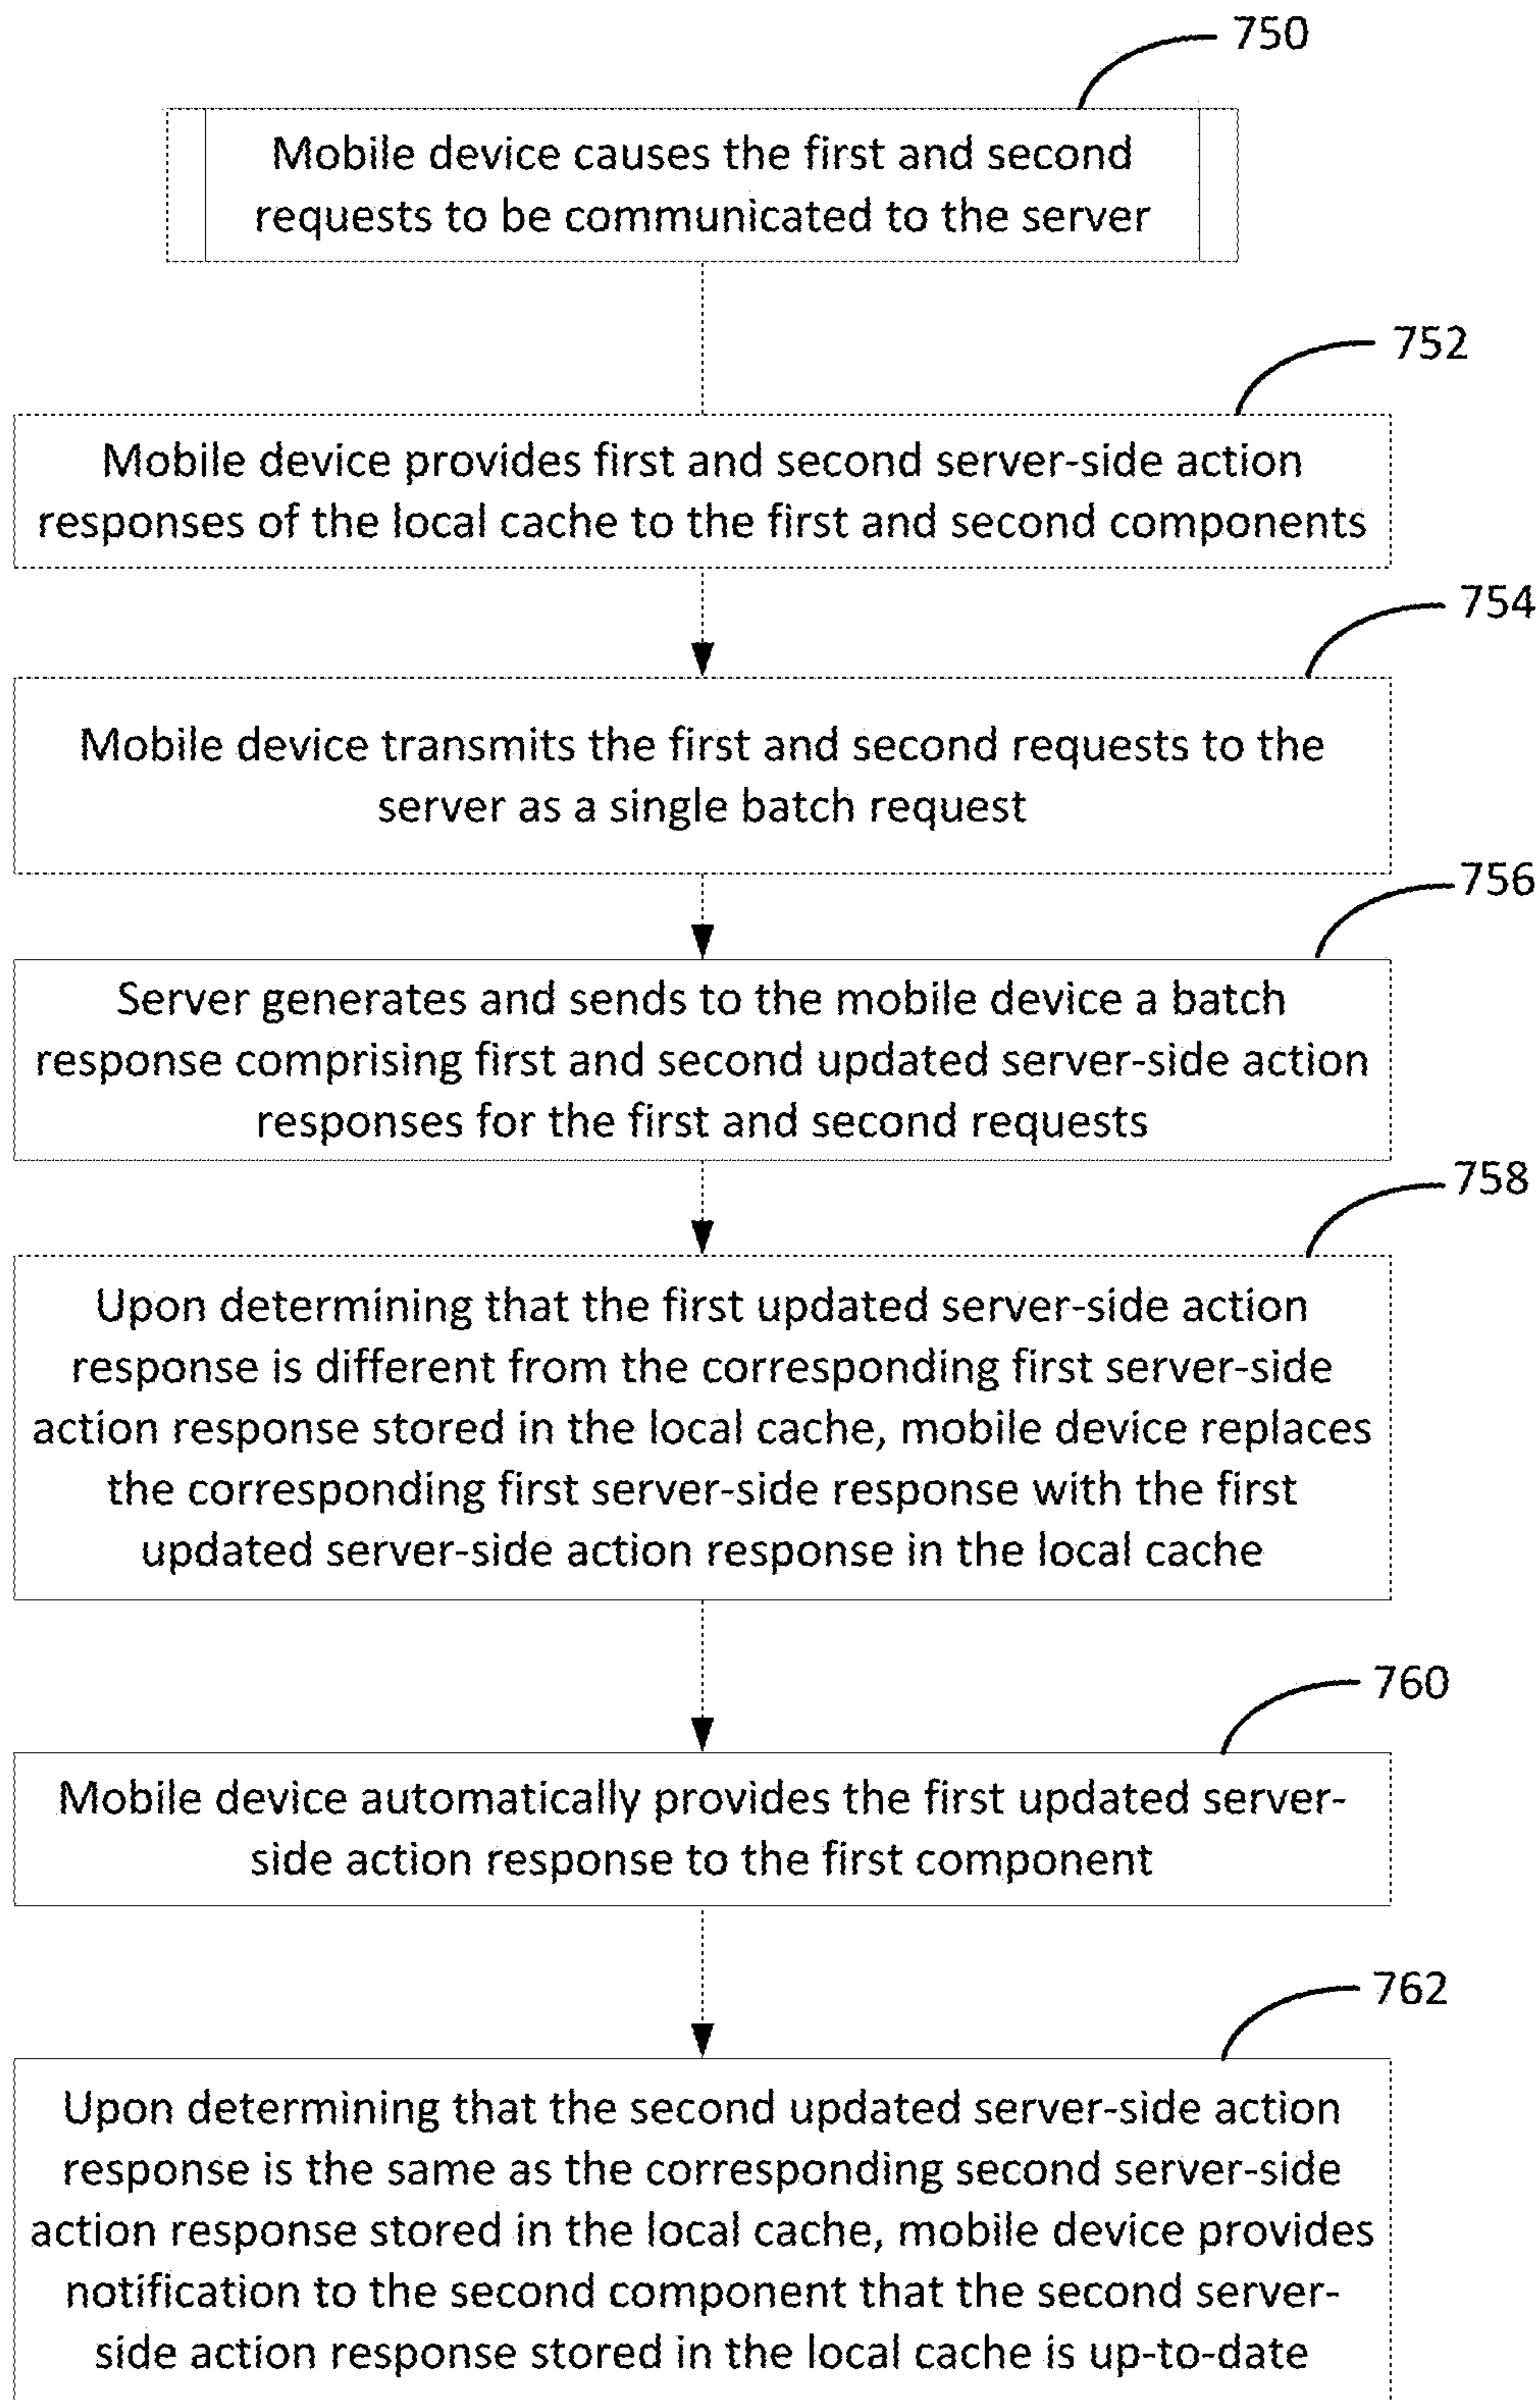 750
Mobile device causes the first and second
requests to be communicated to the server
752
Mobile device provides first and second server-side action
responses of the local cache to the first and second components
754
Mobile device transmits the first and second requests to the
server as a single batch request
756
Server generates and sends to the mobile device a batch
response comprising first and second updated server-side action
responses for the first and second requests
758
Upon determining that the first updated server-side action
response is different from the corresponding first server-side
action response stored in the local cache, mobile device replaces
the corresponding first server-side response with the first
updated server-side action response in the local cache
760
Mobile device automatically provides the first updated server-
side action response to the first component
762
Upon determining that the second updated server-side action
response is the same as the corresponding second server-side
action response stored in the local cache, mobile device provides
notification to the second component that the second server-
side action response stored in the local cache is up-to-date